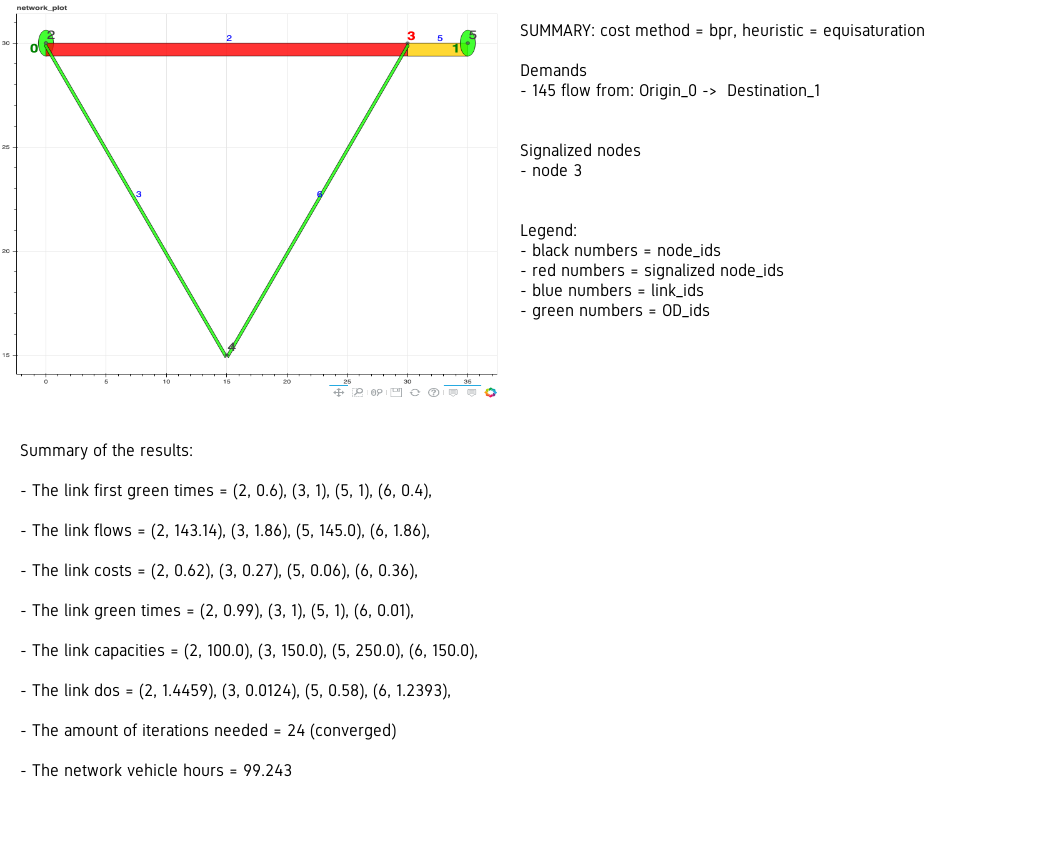 network_plot
30
25
20
15
0
5
10
15
20
25
30
35
2
0
2
3
5
1
5
3
6
4
SUMMARY: cost method = bpr, heuristic = equisaturation
Demands
- 145 flow from: Origin_0 -> Destination_1
Signalized nodes
- node 3
Legend:
- black numbers = node_ids
- red numbers = signalized node_ids
- blue numbers = link_ids
- green numbers = OD_ids
Summary of the results:
- The link first green times = (2, 0.6), (3, 1), (5, 1), (6, 0.4),
- The link flows = (2, 143.14), (3, 1.86), (5, 145.0), (6, 1.86),
- The link costs = (2, 0.62), (3, 0.27), (5, 0.06), (6, 0.36),
- The link green times = (2, 0.99), (3, 1), (5, 1), (6, 0.01),
- The link capacities = (2, 100.0), (3, 150.0), (5, 250.0), (6, 150.0),
- The link dos = (2, 1.4459), (3, 0.0124), (5, 0.58), (6, 1.2393),
- The amount of iterations needed = 24 (converged)
- The network vehicle hours = 99.243